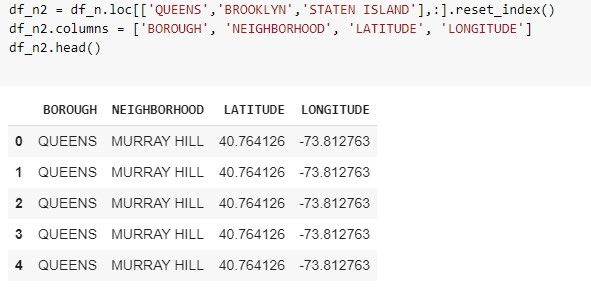 df_n2 = df_n.loc[['QUEENS','BROOKLYN','STATEN ISLAND'],:].reset_index()
df_n2.columns = ['BOROUGH', 'NEIGHBORHOOD', 'LATITUDE', 'LONGITUDE']
df_n2.head()
BOROUGH NEIGHBORHOOD LATITUDE LONGITUDE
0 QUEENS MURRAY HILL 40.764126 -73.812763
1 QUEENS MURRAY HILL 40.764126 -73.812763
2 QUEENS MURRAY HILL 40.764126 -73.812763
3 QUEENS MURRAY HILL 40.764126 -73.812763
4 QUEENS MURRAY HILL 40.764126 -73.812763